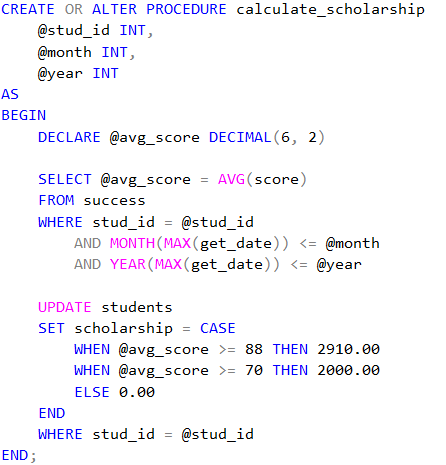 CREATE OR ALTER PROCEDURE calculate_scholarship
    @stud_id INT,
    @month INT,
    @year INT
AS
BEGIN
    DECLARE @avg_score DECIMAL(6, 2)

    SELECT @avg_score = AVG(score)
    FROM success
    WHERE stud_id = @stud_id
        AND MONTH(MAX(get_date)) <= @month
        AND YEAR(MAX(get_date)) <= @year

    UPDATE students
    SET scholarship = CASE
        WHEN @avg_score >= 88 THEN 2910.00
        WHEN @avg_score >= 70 THEN 2000.00
        ELSE 0.00
    END
    WHERE stud_id = @stud_id
END;